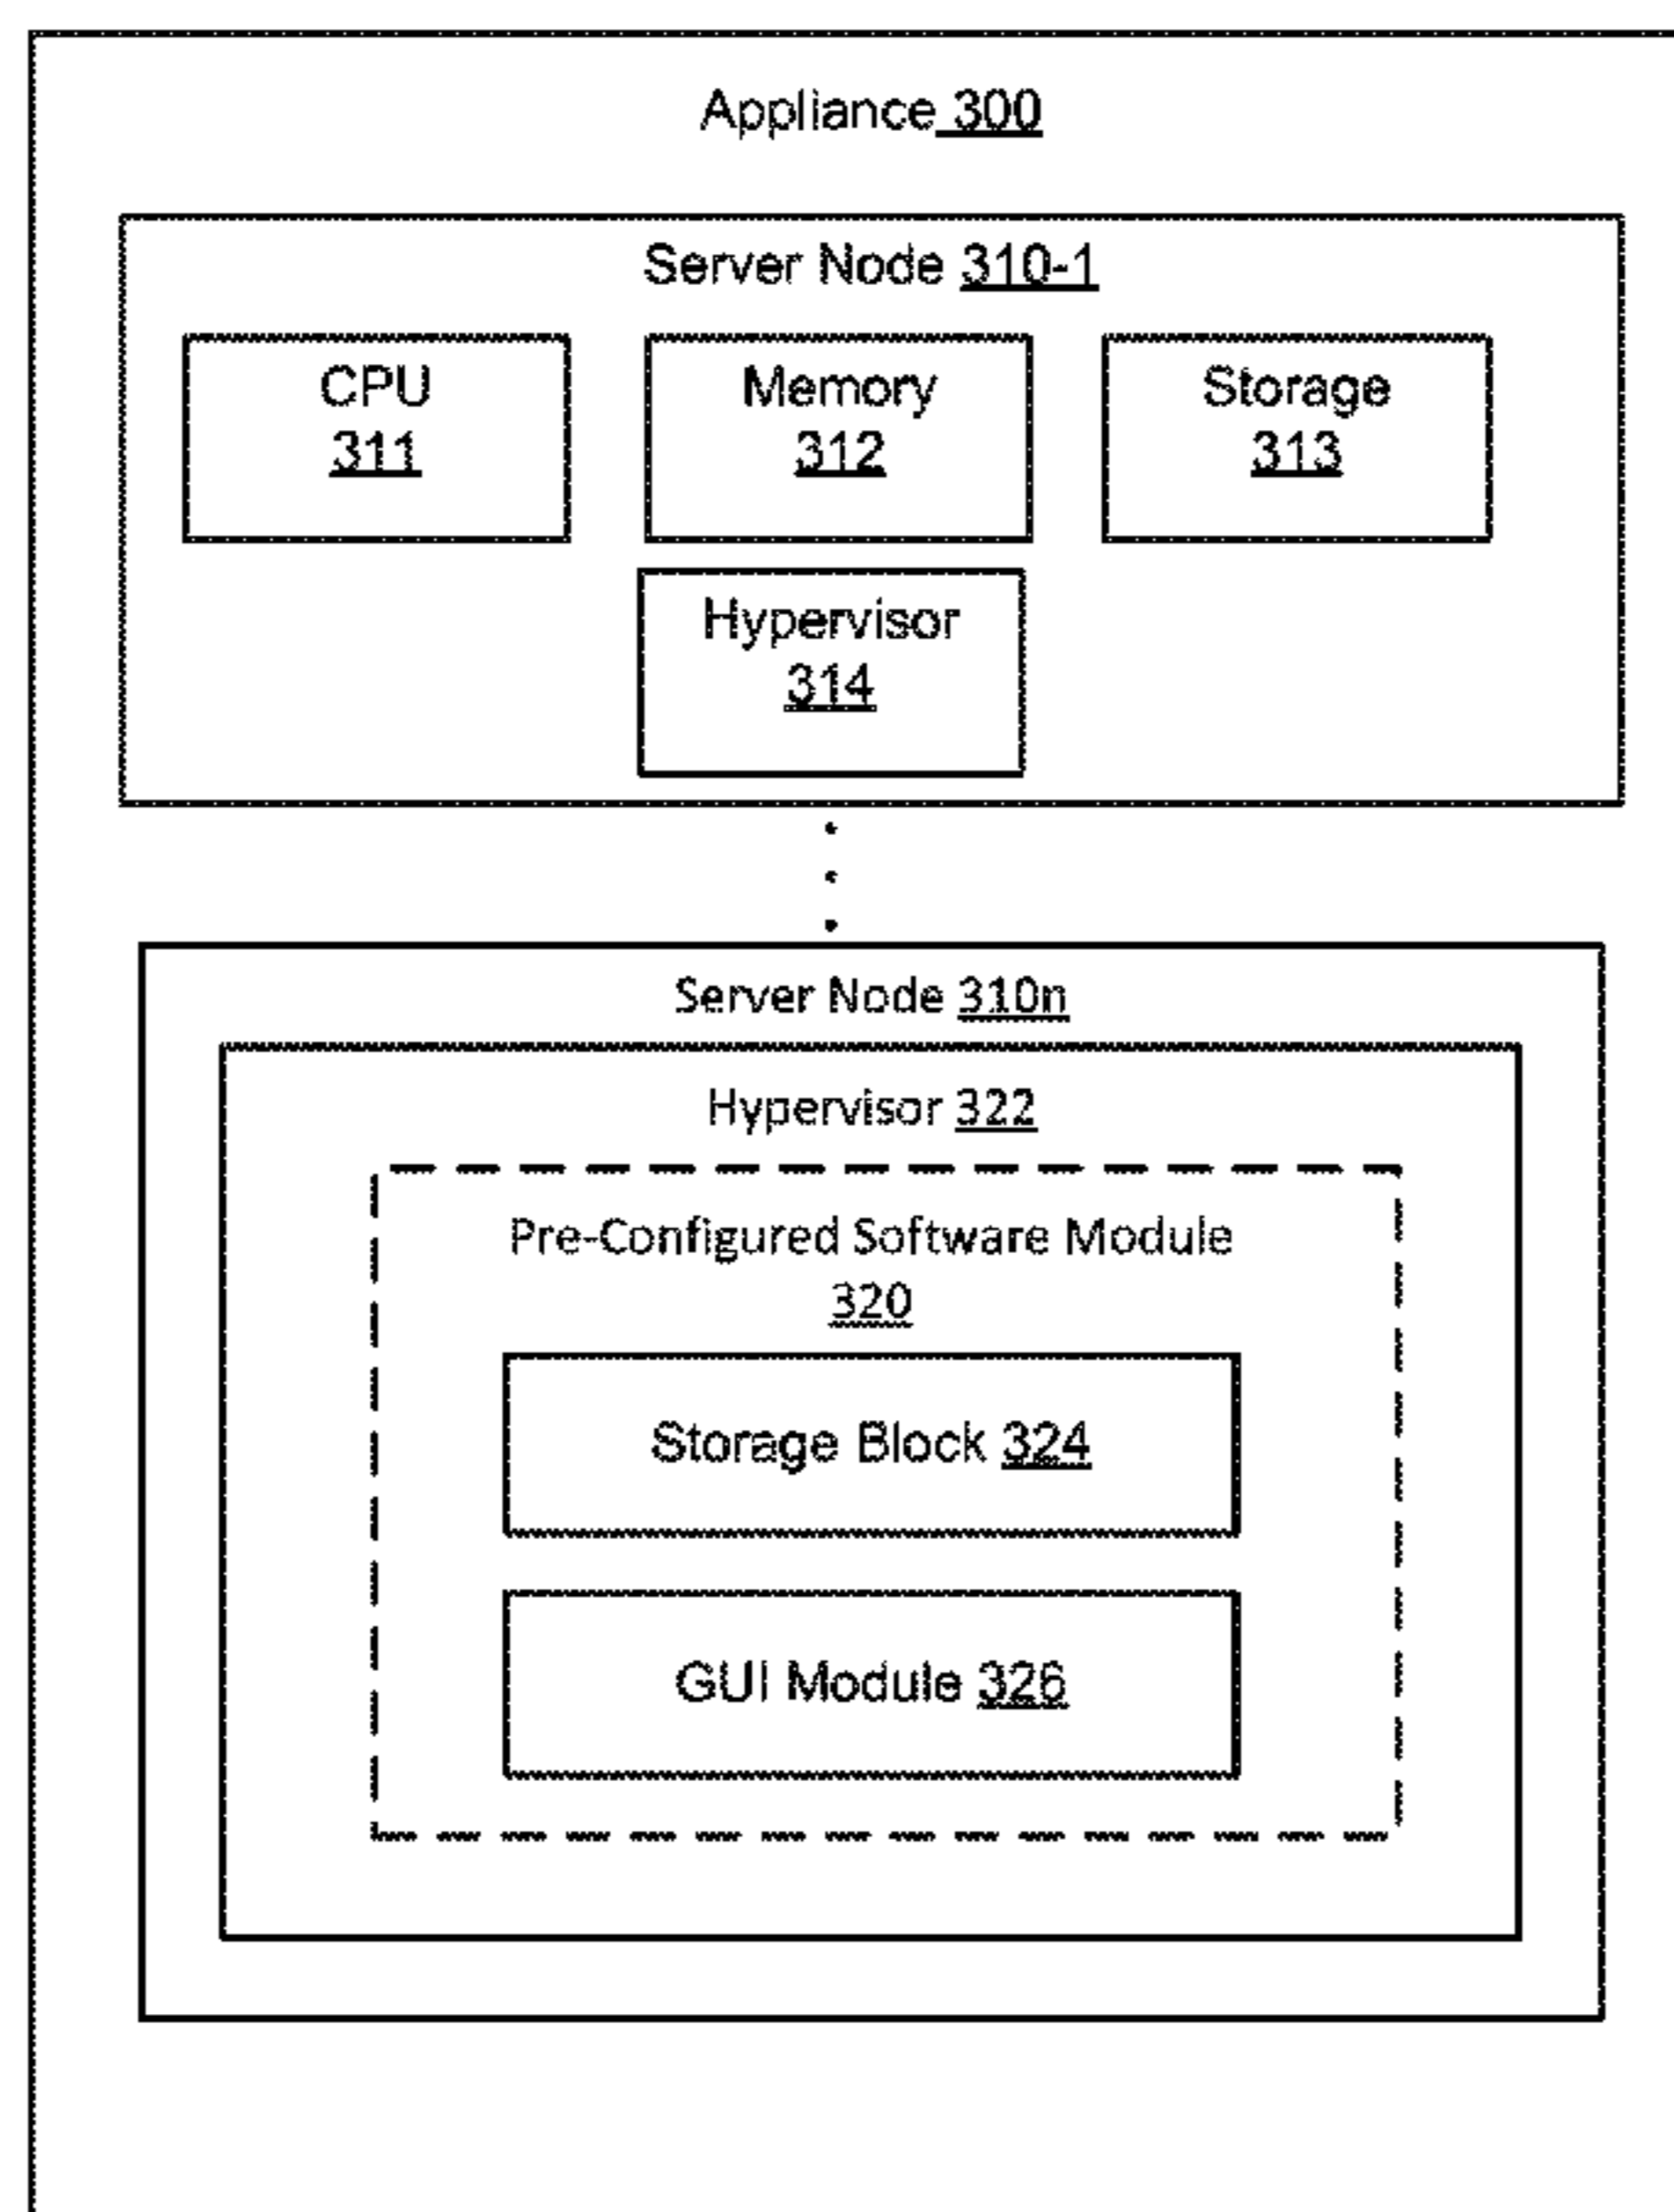 Appliance 300
Server Node 310-1
CPU
311
Memory
312
Storage
313
Hypervisor
314
Server Node 310n
Hypervisor 322
Pre-Configured Software Module
320
Storage Block 324
GUI Module 326